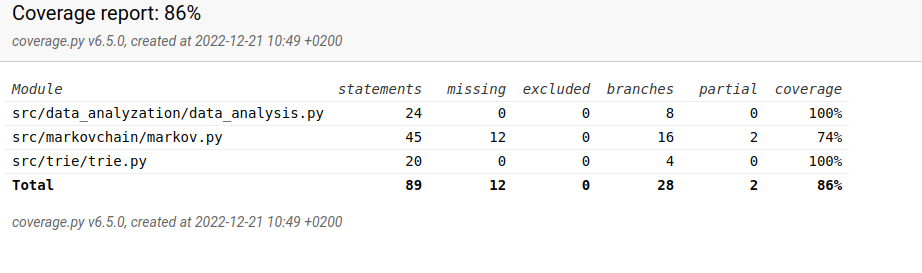 Coverage report: 86%
coverage.py v6.5.0, created at 2022-12-21 10:49 +0200
Module statements missing excluded branches partial coverage
src/data_analyzation/data_analysis.py 24 0 0 8 0 100%
src/markovchain/markov.py 45 12 0 16 2 74%
src/trie/trie.py 20 0 0 4 0 100%
Total 89 12 0 28 2 86%
coverage.py v6.5.0, created at 2022-12-21 10:49 +0200